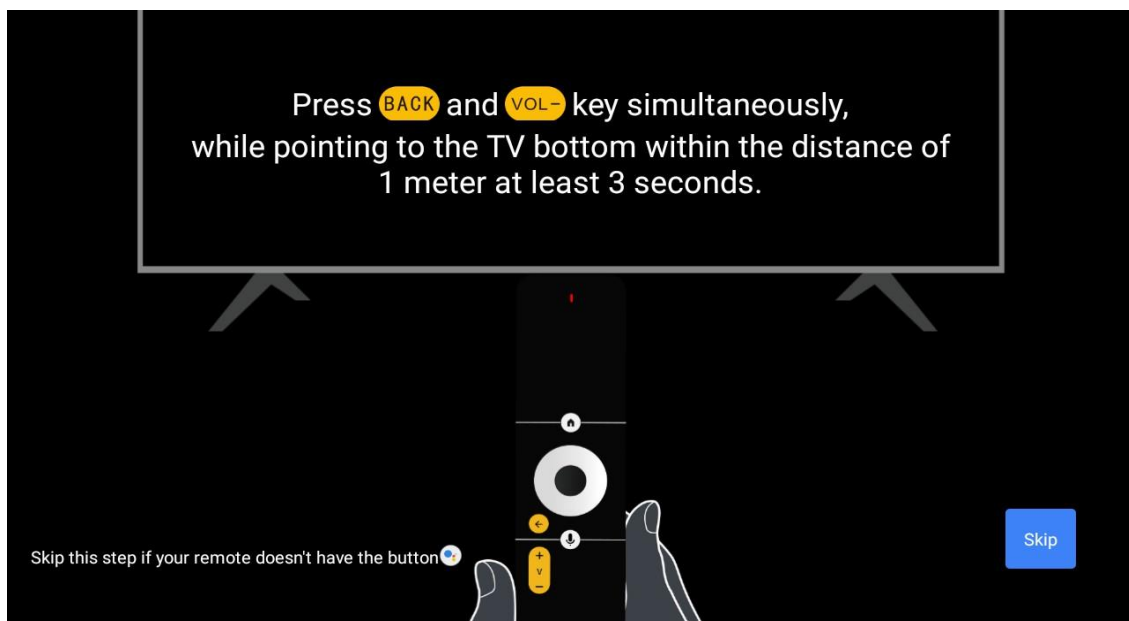 Press BACK and VOL- key simultaneously,
while pointing to the TV bottom within the distance of
1 meter at least 3 seconds.
+
v
−
Skip this step if your remote doesn't have the button
Skip